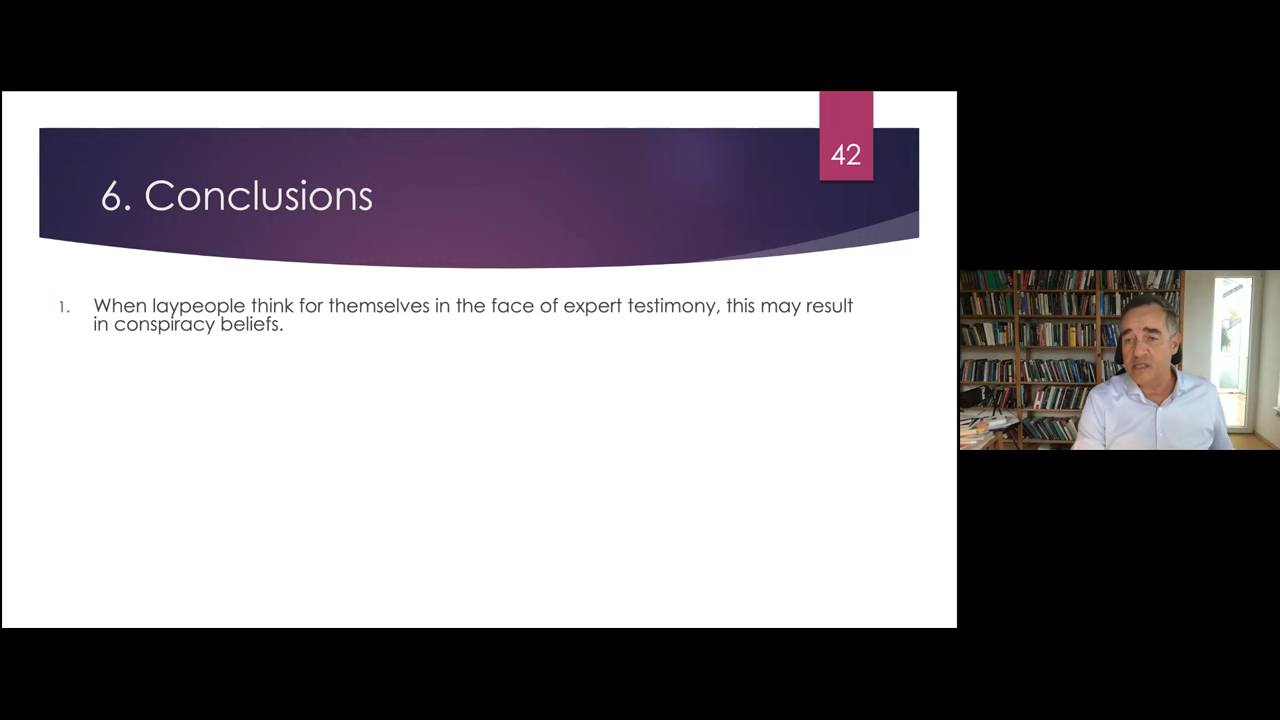 42
6. Conclusions
1. When laypeople think for themselves in the face of expert testimony, this may result
in conspiracy beliefs.